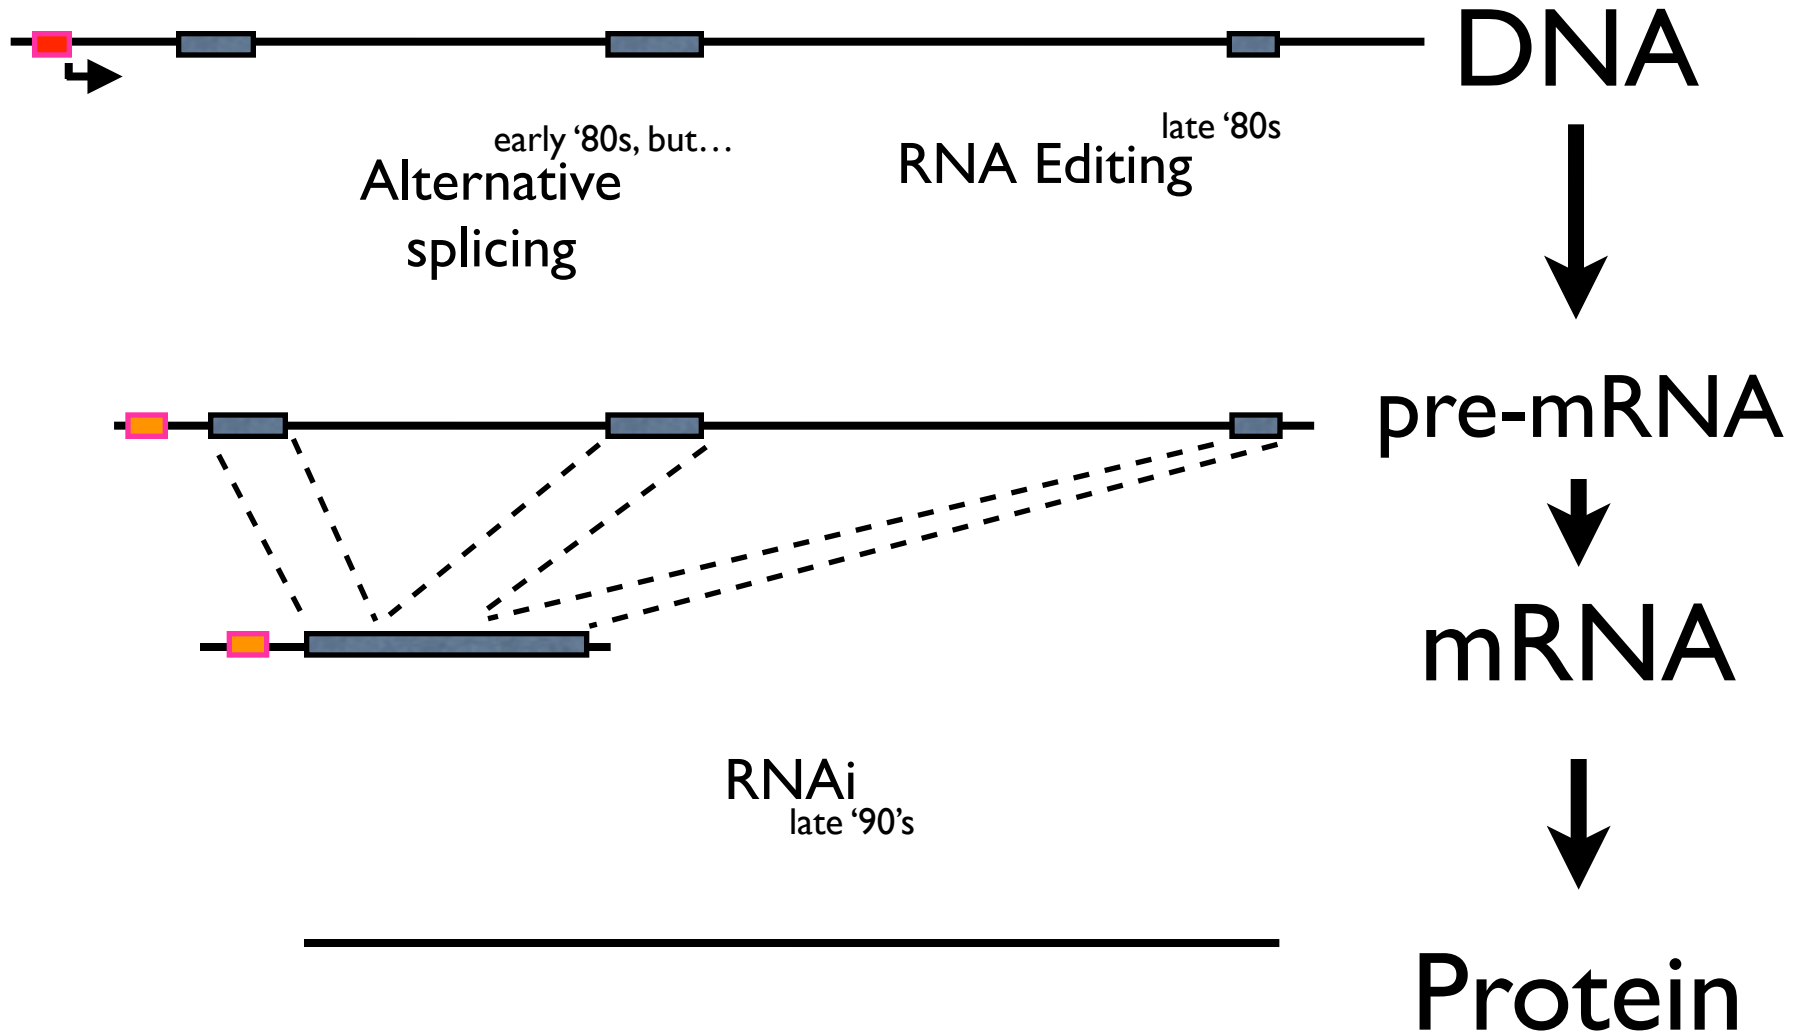 DNA
early ‘80s, but…
Alternative
splicing
late ‘80s
RNA Editing
pre-mRNA
mRNA
RNAi
late ‘90’s
Protein